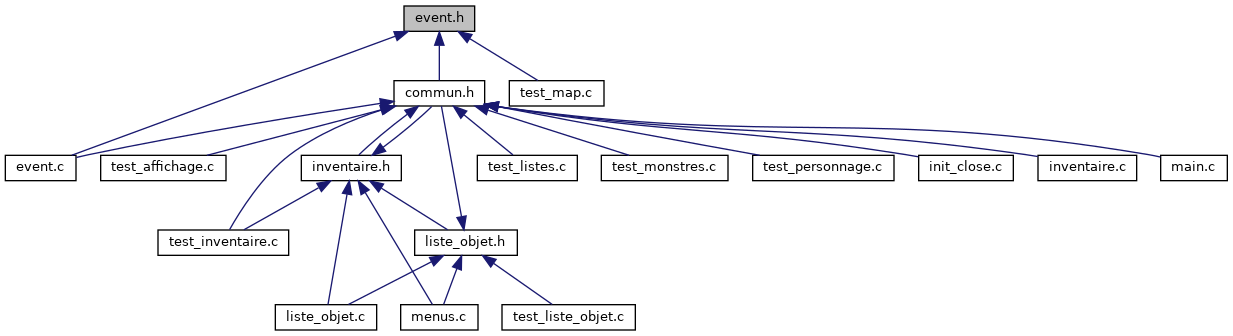 event.h
commun.h
test_map.c
event.c
test_affichage.c
inventaire.h
test_listes.c
test_monstres.c
test_personnage.c
init_close.c
inventaire.c
main.c
test_inventaire.c
liste_objet.h
liste_objet.c
menus.c
test_liste_objet.c